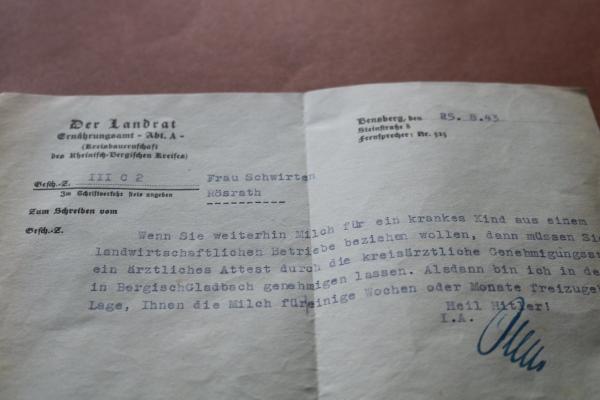 Der Landrat
Ernährungsamt - Abt. A -
(Kreisbauernschaft
des Rheinisch-Bergischen Kreises)
Bensberg, den 25. 8.43
Steinstraße 8
Fernsprecher: Nr. 525
Gesch.-Z. III C 2
Im Schriftverkehr stets angeben
Frau Schwirten
Rösrath
Zum Schreiben vom
Gesch.-Z.
Wenn Sie weiterhin Milch für ein krankes Kind aus einem
landwirtschaftlichen Betriebe beziehen wollen, dann müssen Sie
ein ärztliches Attest durch die kreisärztliche
in BergischGladbach genehmigen lassen. Alsdann bin ich in de
Lage, Ihnen die Milch für einige Wochen oder Monate freizuge
Heil Hitler!
I.A.